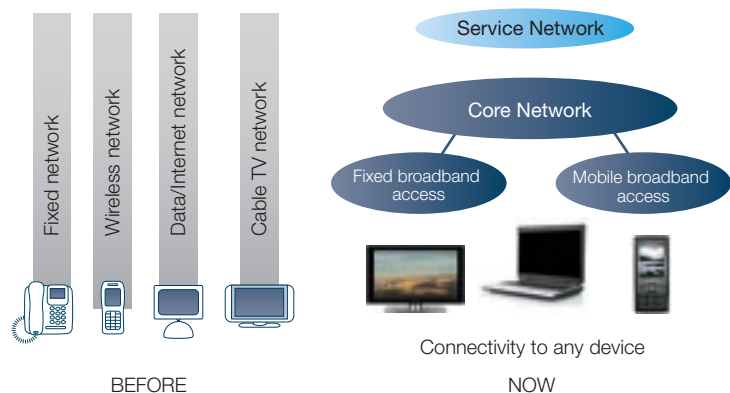 Fixed network
Wireless network
Data/Internet network
Cable TV network
BEFORE
Service Network
Core Network
Fixed broadband
access
Mobile broadband
access
Connectivity to any device
NOW